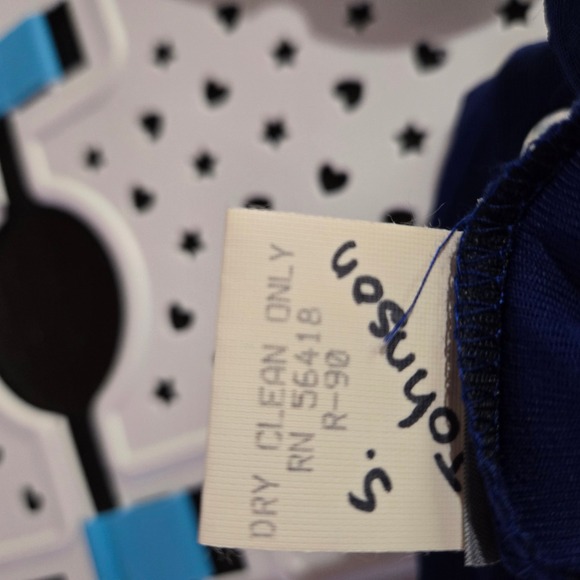 DRY CLEAN ONLY
RN 56418
R-90
S. Johnson